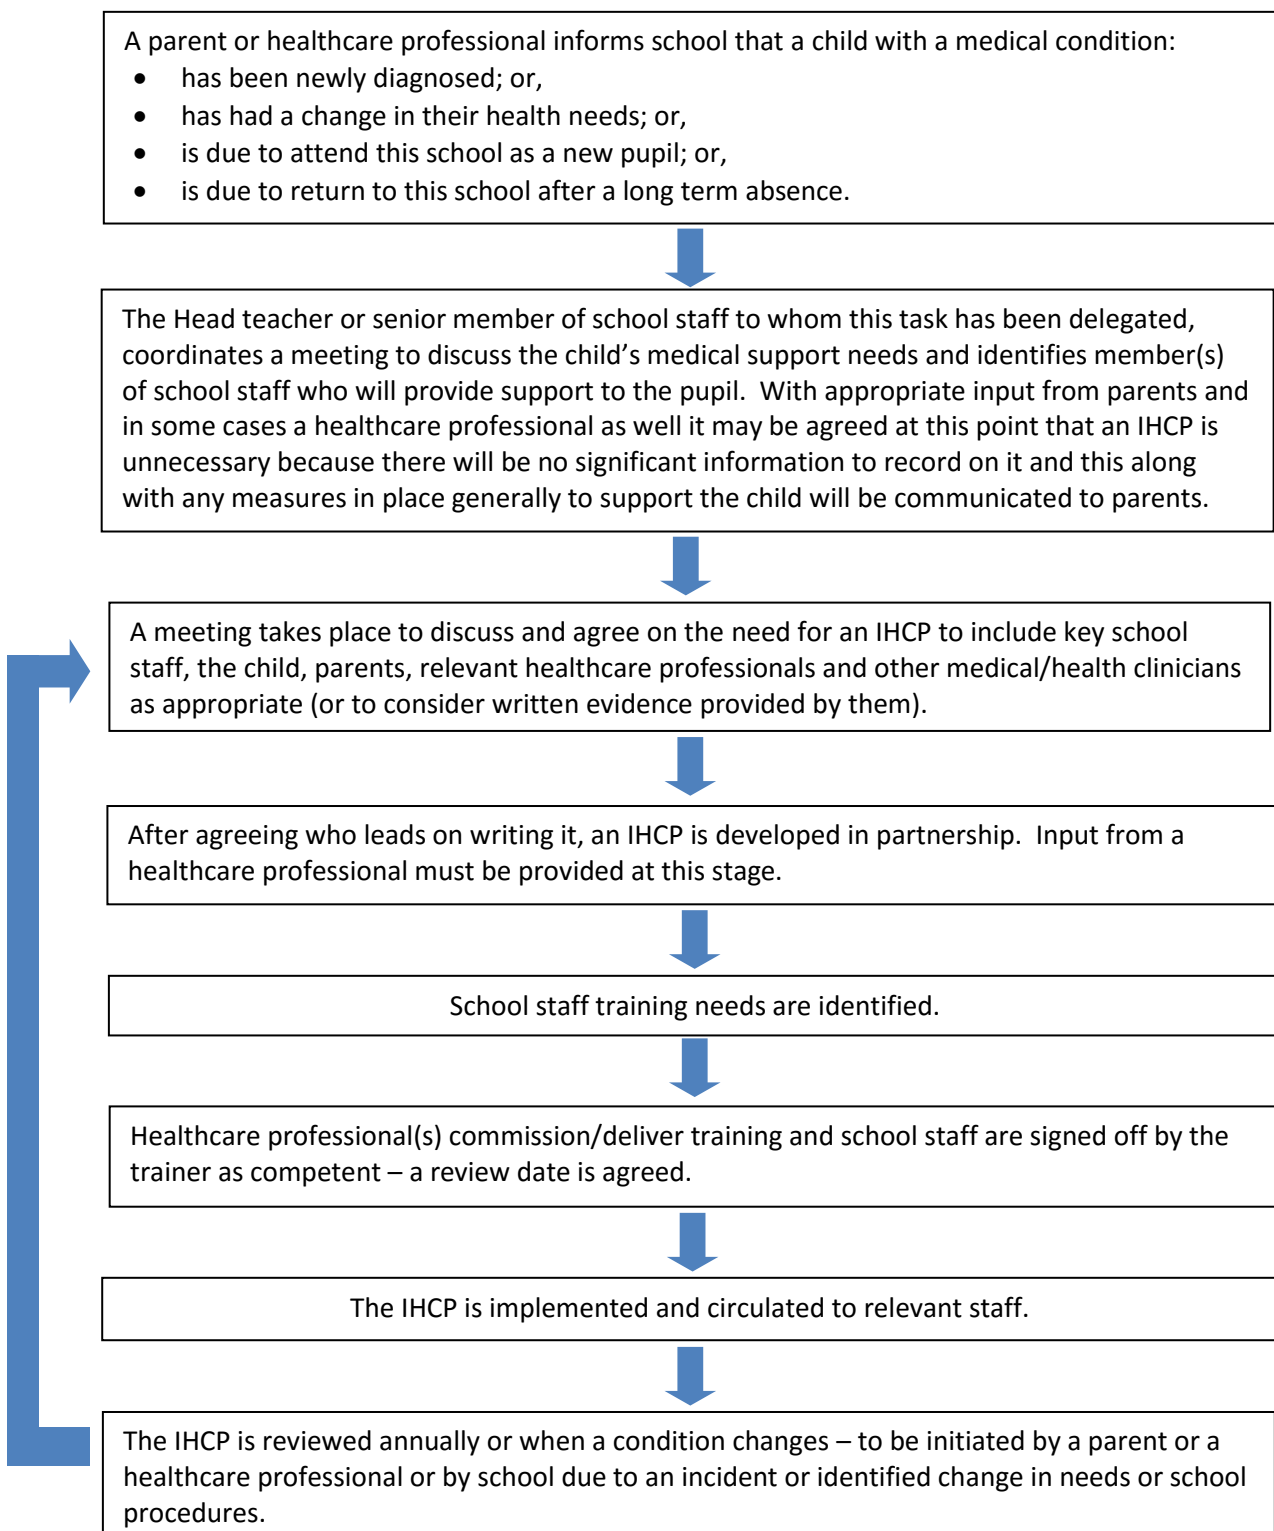 A parent or healthcare professional informs school that a child with a medical condition:
• has been newly diagnosed; or,
• has had a change in their health needs; or,
• is due to attend this school as a new pupil; or,
• is due to return to this school after a long term absence.
The Head teacher or senior member of school staff to whom this task has been delegated,
coordinates a meeting to discuss the child’s medical support needs and identifies member(s)
of school staff who will provide support to the pupil.  With appropriate input from parents and
in some cases a healthcare professional as well it may be agreed at this point that an IHCP is
unnecessary because there will be no significant information to record on it and this along
with any measures in place generally to support the child will be communicated to parents.
A meeting takes place to discuss and agree on the need for an IHCP to include key school
staff, the child, parents, relevant healthcare professionals and other medical/health clinicians
as appropriate (or to consider written evidence provided by them).
After agreeing who leads on writing it, an IHCP is developed in partnership.  Input from a
healthcare professional must be provided at this stage.
School staff training needs are identified.
Healthcare professional(s) commission/deliver training and school staff are signed off by the
trainer as competent – a review date is agreed.
The IHCP is implemented and circulated to relevant staff.
The IHCP is reviewed annually or when a condition changes – to be initiated by a parent or a
healthcare professional or by school due to an incident or identified change in needs or school
procedures.